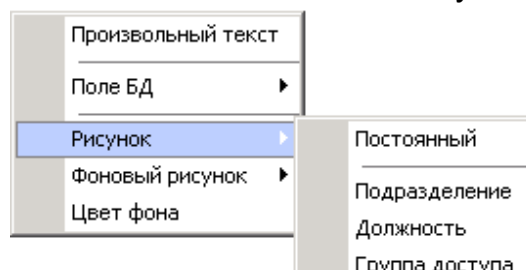 Произвольный текст
Поле БД
Рисунок
Фоновый рисунок
Цвет фона
Постоянный
Подразделение
Должность
Группа доступа